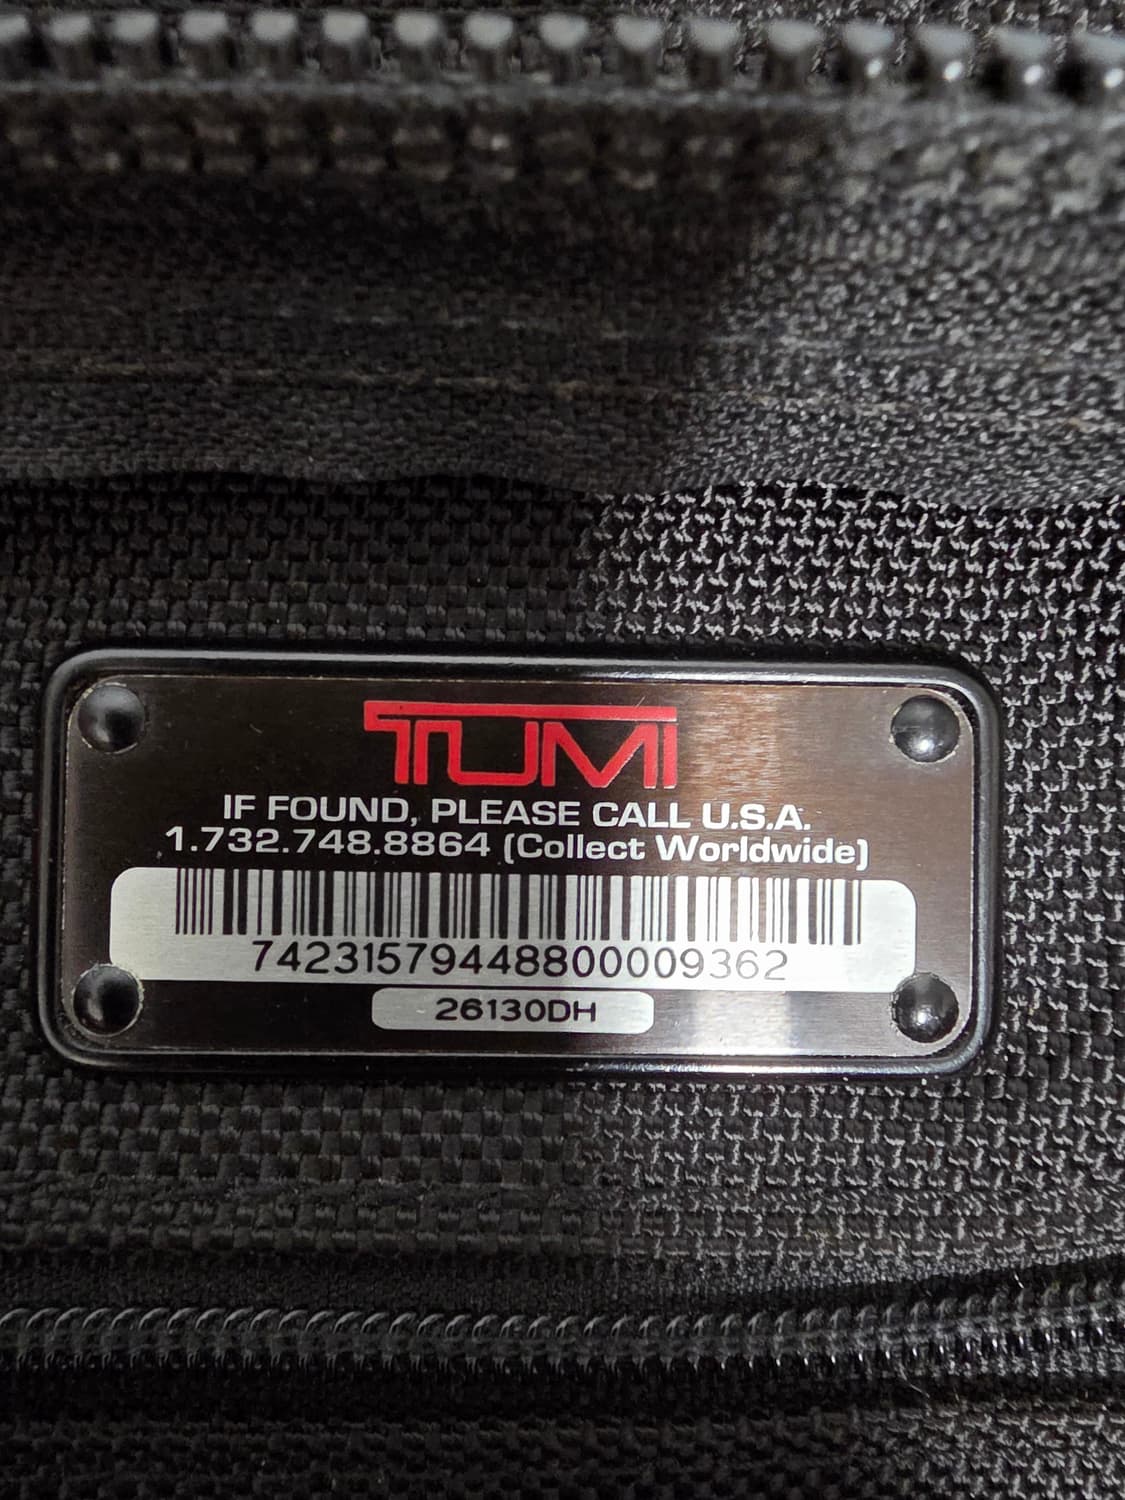 TUMI
IF FOUND, PLEASE CALL U.S.A.
1.732.748.8864 (Collect Worldwide)
74231579448800009362
26130DH